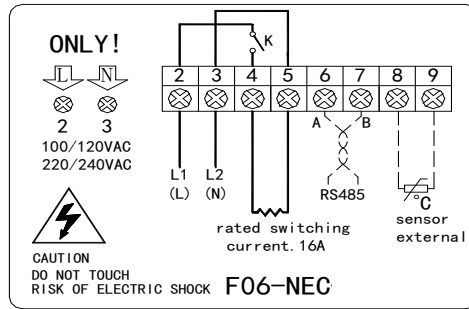 ONLY!
L N
2 3
100/120VAC
220/240VAC
CAUTION
DO NOT TOUCH
RISK OF ELECTRIC SHOCK
K
2 3 4 5 6 7 8 9
A B
L1 L2
(L) (N)
RS485
rated switching
current. 16A
°C
sensor
external
F06-NEC